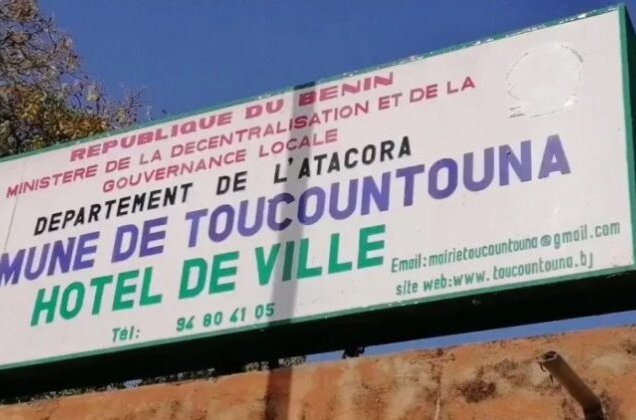 REPUBLIQUE DU BENIN
MINISTERE DE LA DECENTRALISATION ET DE LA
GOUVERNANCE LOCALE
DEPARTEMENT DE L'ATACORA
MUNE DE TOUCOUNTOUNA
HOTEL DE VILLE
Email:mairietoucountouna@gmail.com
site web:www.toucountouna.bj
Tél: 94 80 41 05